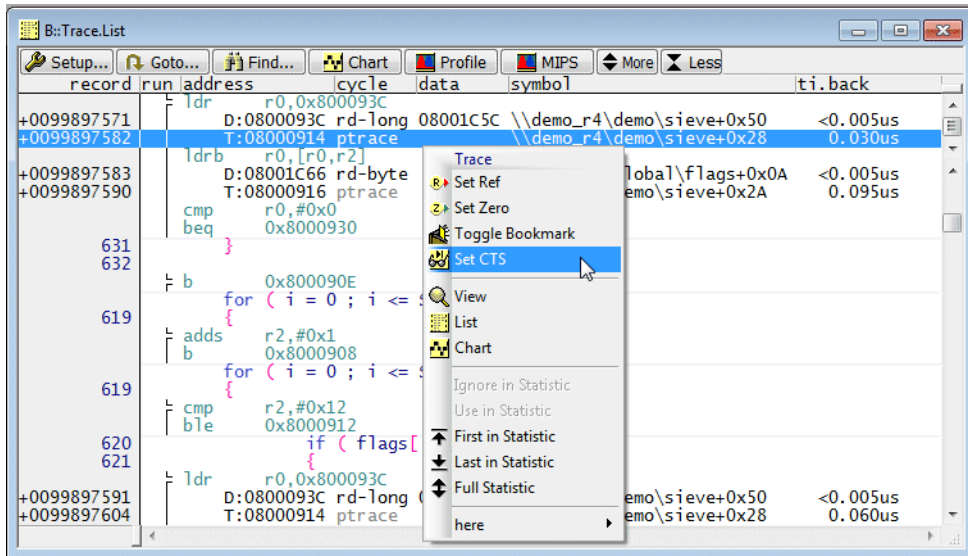 B::Trace.List
Setup... Goto... Find... Chart Profile MIPS More Less
record run address cycle data symbol ti.back
ldr r0,0x800093C
+0099897571 D:0800093C rd-long 08001C5C \\demo_r4\demo\sieve+0x50 <0.005us
+0099897582 T:08000914 ptrace \\demo_r4\demo\sieve+0x28 0.030us
ldrb r0,[r0,r2]
+0099897583 D:08001C66 rd-byte lobal\flags+0x0A <0.005us
+0099897590 T:08000916 ptrace emo\sieve+0x2A 0.095us
cmp r0,#0x0
beq 0x8000930
631 }
632
b 0x800090E
for ( i = 0 ; i <=
619 {
adds r2,#0x1
b 0x8000908
for ( i = 0 ; i <=
619 {
cmp r2,#0x12
ble 0x8000912
620 if ( flags[
621 {
ldr r0,0x800093C
+0099897591 D:0800093C rd-long emo\sieve+0x50 <0.005us
+0099897604 T:08000914 ptrace emo\sieve+0x28 0.060us
Trace
Set Ref
Set Zero
Toggle Bookmark
Set CTS
View
List
Chart
Ignore in Statistic
Use in Statistic
First in Statistic
Last in Statistic
Full Statistic
here